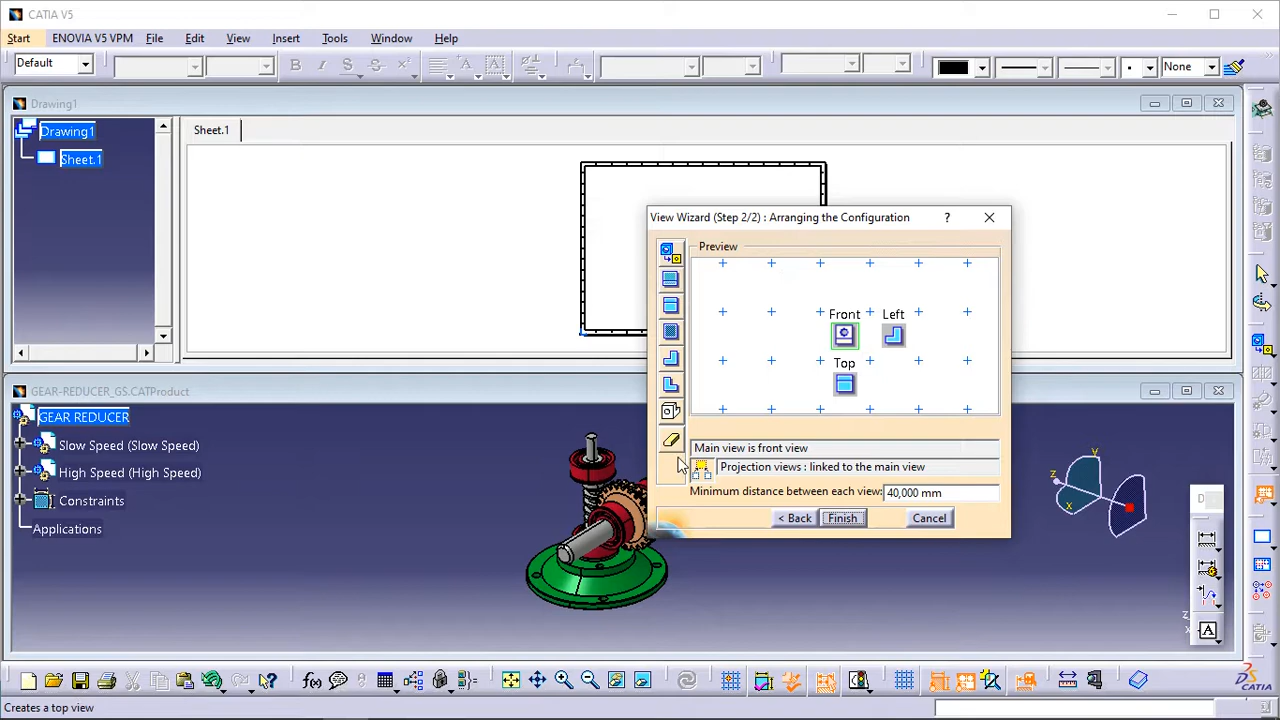 CATIA V5
Start ENOVIA V5 VPM File Edit View Insert Tools Window Help
Default B I S S None
Drawing1
Drawing1
Sheet.1
Sheet.1
View Wizard (Step 2/2) : Arranging the Configuration ?
Preview
Front Left
Top
Main view is front view
Projection views : linked to the main view
Minimum distance between each view: 40,000 mm
< Back Finish Cancel
GEAR-REDUCER_GS.CATProduct
GEAR REDUCER
Slow Speed (Slow Speed)
High Speed (High Speed)
Constraints
Applications
y
z
x
D
A
z
x
f(x)
DS CATIA
Creates a top view